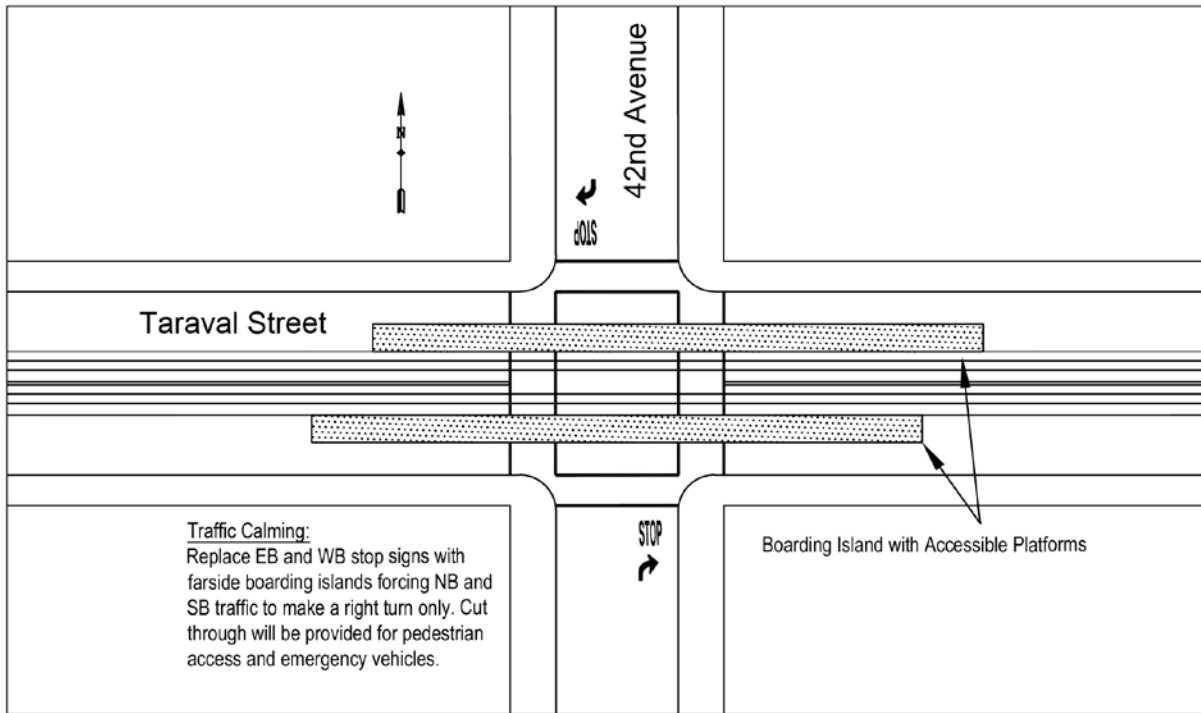 42nd Avenue
N
STOP
Taraval Street
STOP
Traffic Calming:
Replace EB and WB stop signs with
farside boarding islands forcing NB and
SB traffic to make a right turn only. Cut
through will be provided for pedestrian
access and emergency vehicles.
Boarding Island with Accessible Platforms